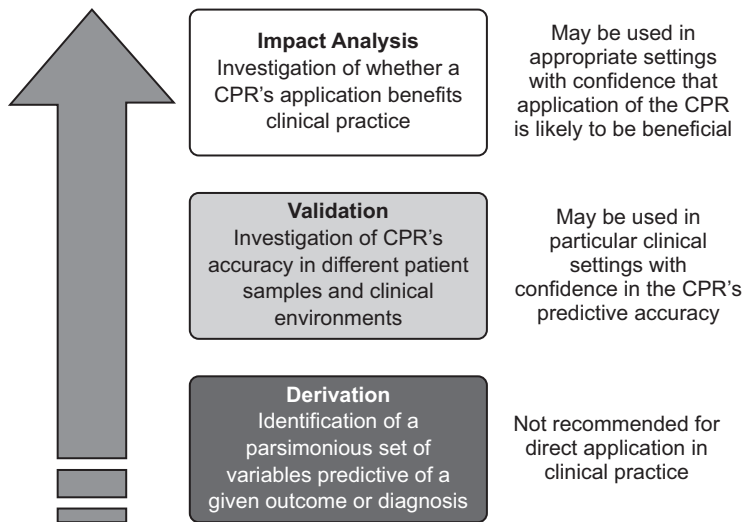 Impact Analysis
Investigation of whether a
CPR's application benefits
clinical practice
May be used in
appropriate settings
with confidence that
application of the CPR
is likely to be beneficial
Validation
Investigation of CPR's
accuracy in different patient
samples and clinical
environments
May be used in
particular clinical
settings with
confidence in the CPR's
predictive accuracy
Derivation
Identification of a
parsimonious set of
variables predictive of a
given outcome or diagnosis
Not recommended for
direct application in
clinical practice